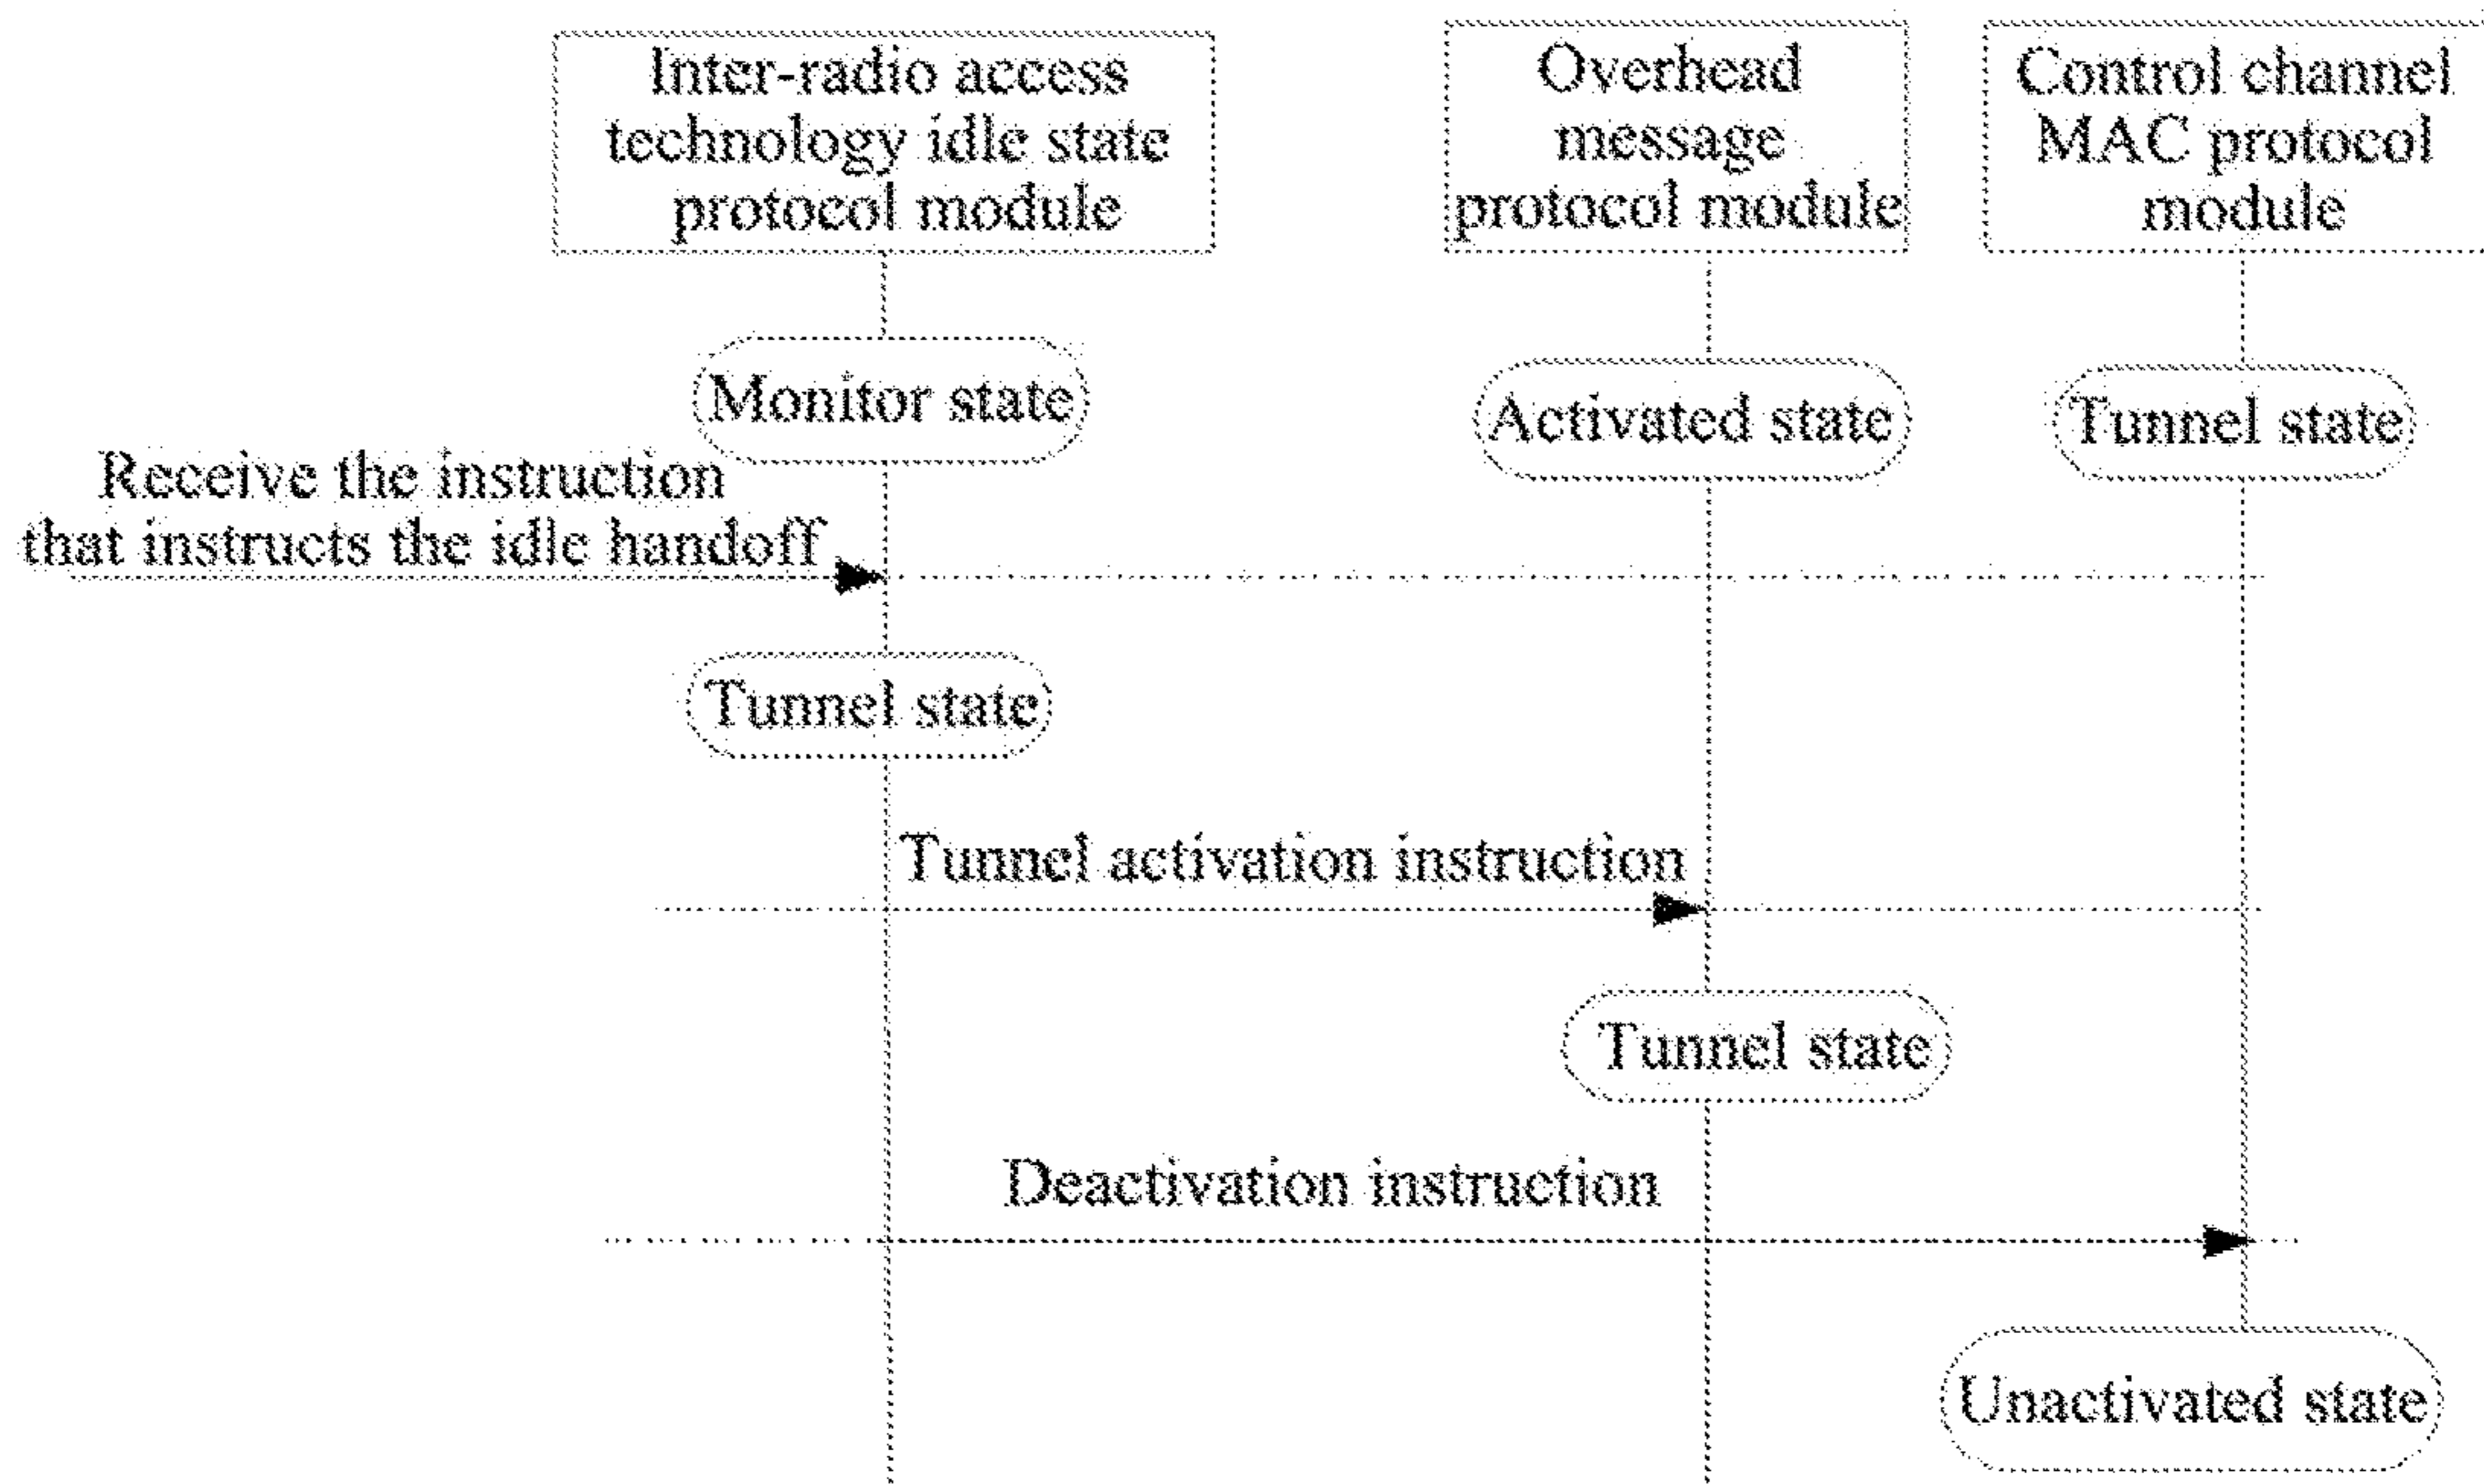 Inter-radio access
technology idle state
protocol module
Overhead
message
protocol module
Control channel
MAC protocol
module
Monitor state
Activated state
Tunnel state
Receive the instruction
that instructs the idle handoff
Tunnel state
Tunnel activation instruction
Tunnel state
Deactivation instruction
Unactivated state